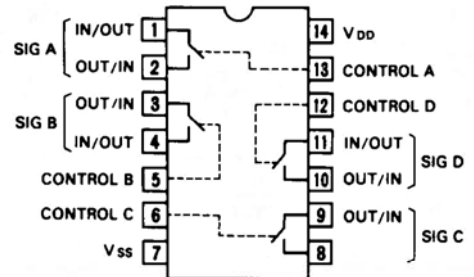 SIG A
IN/OUT 1
OUT/IN 2
SIG B
OUT/IN 3
IN/OUT 4
CONTROL B 5
CONTROL C 6
Vss 7
14 VDD
13 CONTROL A
12 CONTROL D
11 IN/OUT
SIG D
10 OUT/IN
9 OUT/IN
SIG C
8